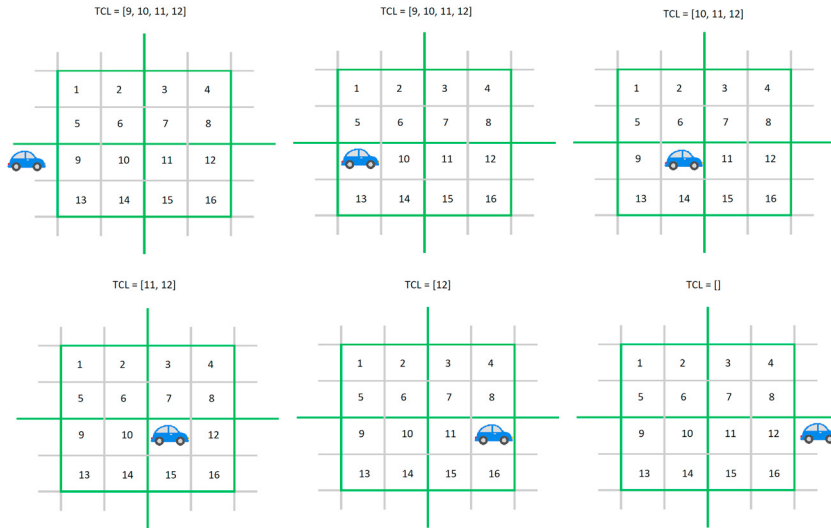 TCL = [9, 10, 11, 12]
1 2 3 4
5 6 7 8
9 10 11 12
13 14 15 16
TCL = [9, 10, 11, 12]
1 2 3 4
5 6 7 8
10 11 12
13 14 15 16
TCL = [10, 11, 12]
1 2 3 4
5 6 7 8
9 11 12
13 14 15 16
TCL = [11, 12]
1 2 3 4
5 6 7 8
9 10 12
13 14 15 16
TCL = [12]
1 2 3 4
5 6 7 8
9 10 11
13 14 15 16
TCL = []
1 2 3 4
5 6 7 8
9 10 11 12
13 14 15 16